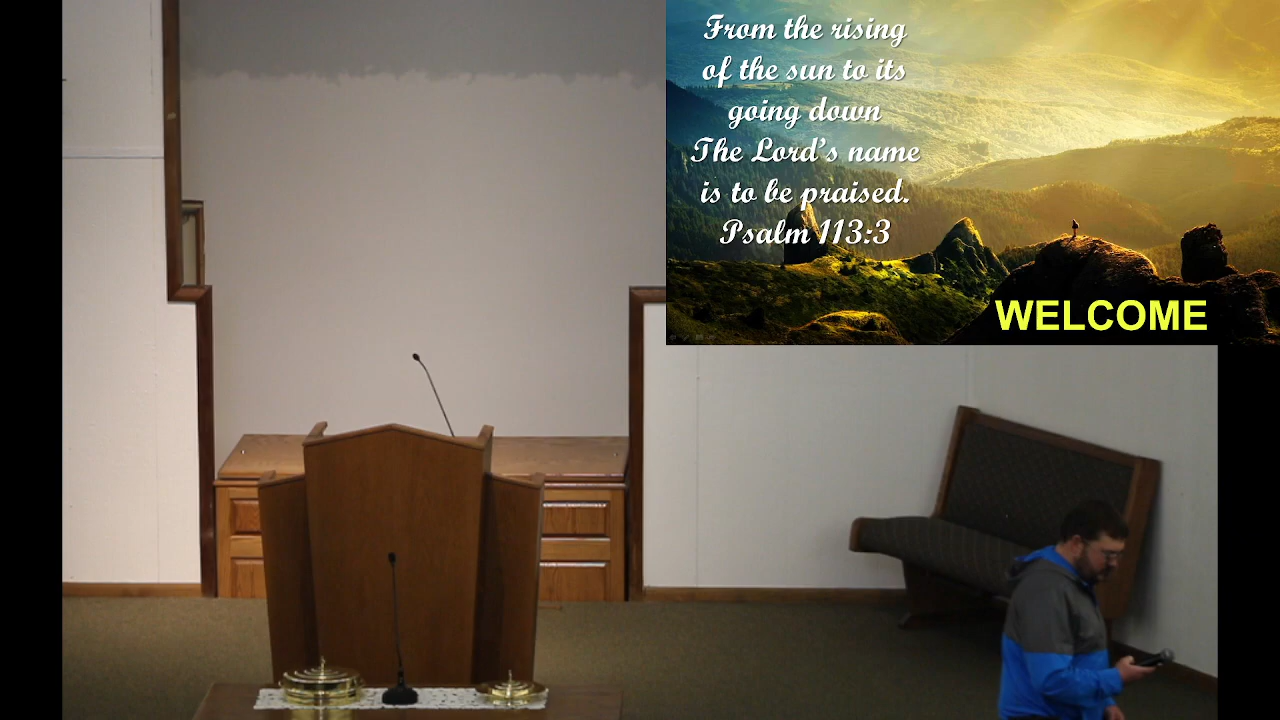 From the rising
of the sun to its
going down
The Lord's name
is to be praised.
Psalm 113:3
WELCOME